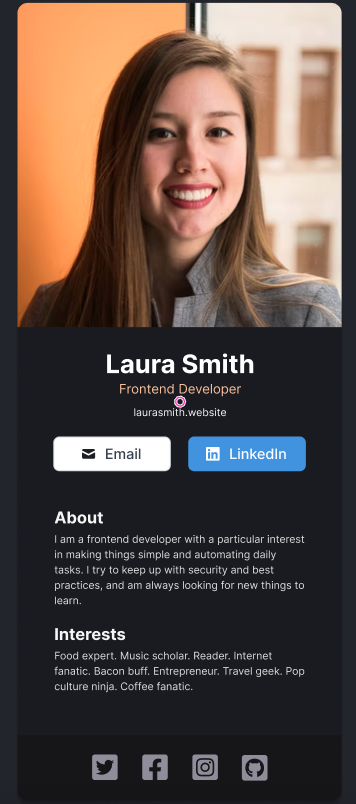 Laura Smith
Frontend Developer
laurasmith.website
Email
LinkedIn
About
I am a frontend developer with a particular interest
in making things simple and automating daily
tasks. I try to keep up with security and best
practices, and am always looking for new things to
learn.
Interests
Food expert. Music scholar. Reader. Internet
fanatic. Bacon buff. Entrepreneur. Travel geek. Pop
culture ninja. Coffee fanatic.